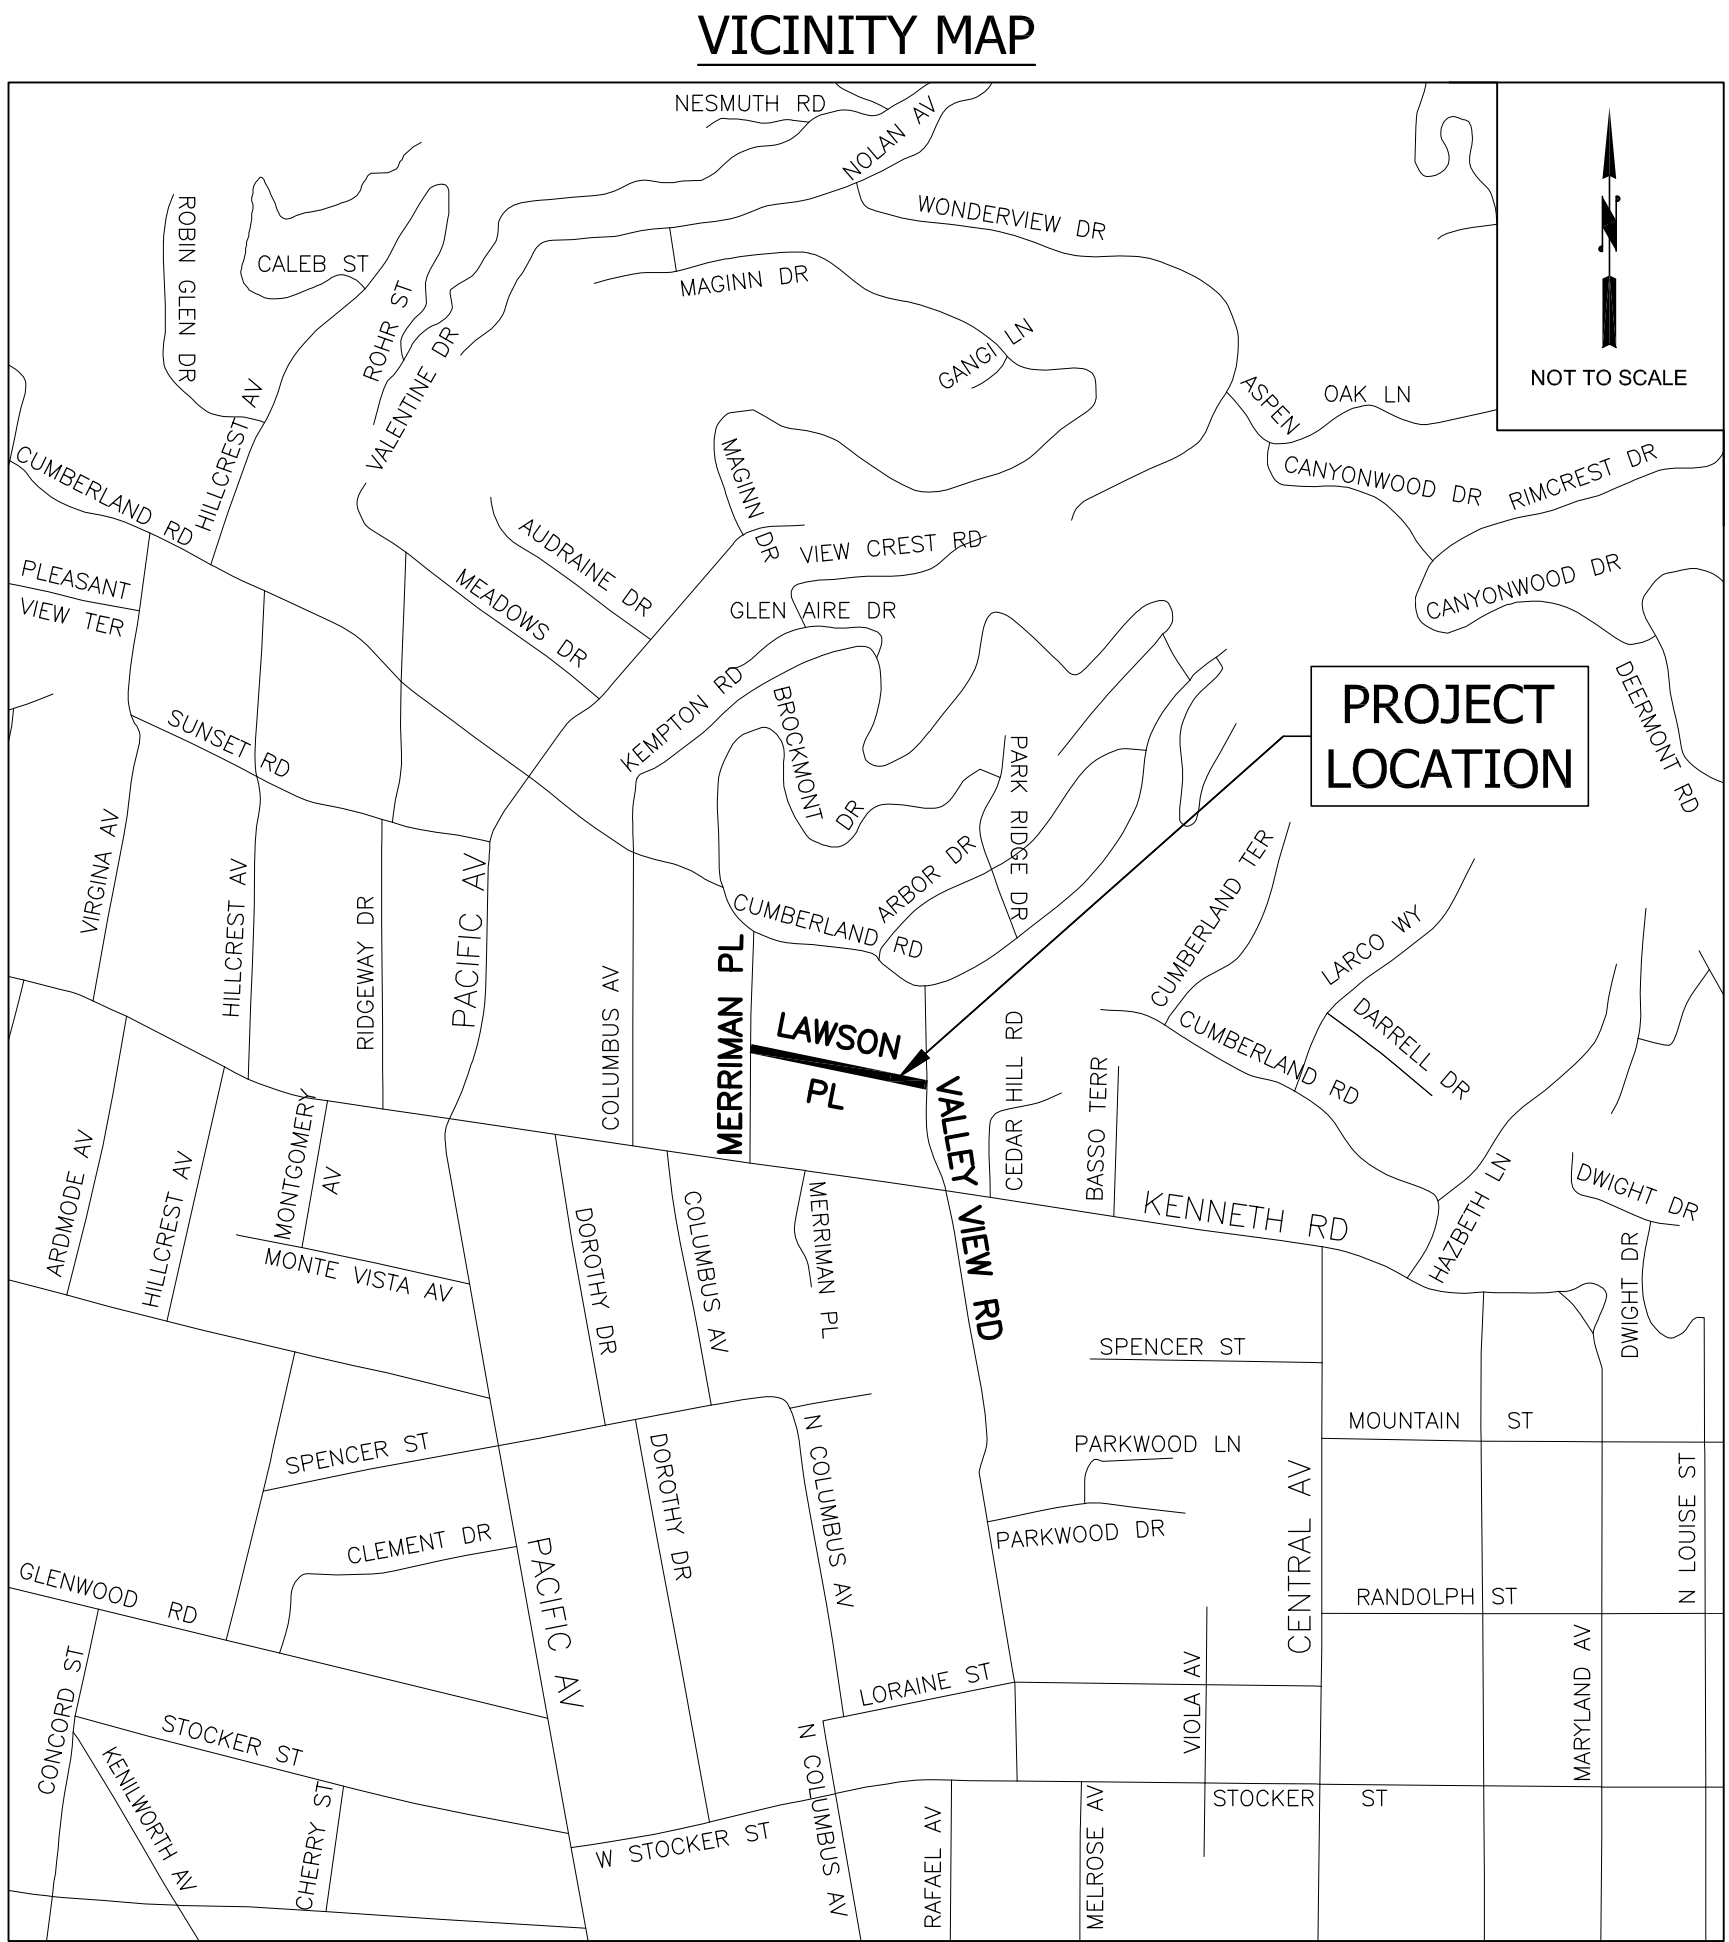 VICINITY MAP
NESMUTH RD
NOLAN AV
WONDERVIEW DR
ROBIN GLEN DR
CALEB ST
ROHR ST
MAGINN DR
GANGI LN
VALENTINE DR
HILLCREST AV
NOT TO SCALE
ASPEN
OAK LN
CANYONWOOD DR
RIMCREST DR
CUMBERLAND RD
MAGINN DR
AUDRAINE DR
VIEW CREST RD
PLEASANT
VIEW TER
MEADOWS DR
GLEN AIRE DR
CANYONWOOD DR
DEERMONT RD
PROJECT
LOCATION
SUNSET RD
KEMPTON RD
BROCKMONT
DR
PARK RIDGE DR
ARBOR DR
VIRGINIA AV
HILLCREST AV
RIDGEWAY DR
PACIFIC AV
COLUMBUS AV
CUMBERLAND RD
CUMBERLAND TER
LARCO WY
DARRELL DR
CUMBERLAND RD
MERRIMAN PL
LAWSON
PL
VALLEY VIEW RD
CEDAR HILL RD
BASSO TERR
KENNETH RD
HAZBETH LN
DWIGHT DR
DWIGHT DR
ARDMODE AV
HILLCREST AV
MONTGOMERY
AV
MONTE VISTA AV
DOROTHY DR
COLUMBUS AV
MERRIMAN PL
SPENCER ST
MOUNTAIN ST
PARKWOOD LN
PARKWOOD DR
CENTRAL AV
N LOUISE ST
SPENCER ST
DOROTHY DR
N COLUMBUS AV
CLEMENT DR
PACIFIC AV
GLENWOOD RD
RANDOLPH ST
CONCORD ST
LORAINE ST
VIOLA AV
MARYLAND AV
STOCKER ST
KENILWORTH AV
CHERRY ST
N COLUMBUS AV
W STOCKER ST
STOCKER ST
RAFAEL AV
MELROSE AV